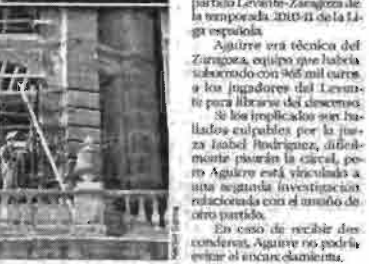 partido Levante-Zaragoza de
la temporada 2010-11 de la Li-
ga española.
Aguirre era técnico del
Zaragoza, equipo que habría
sobornado con 965 mil euros
a los jugadores del Levan-
te para librarse del descenso.
Si los implicados son ha-
llados culpables por la jue-
za Isabel Rodríguez, difícil-
mente pisarán la cárcel, pe-
ro Aguirre está vinculado a
una segunda investigación
relacionada con el amaño de
otro partido.
En caso de recibir dos
condenas, Aguirre no podría
evitar el encarcelamiento.